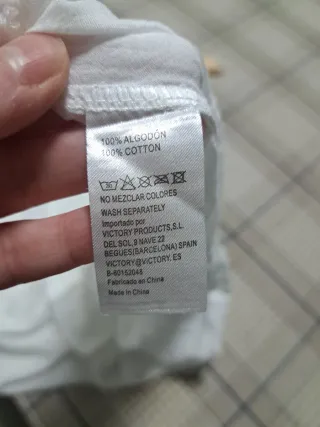 100% ALGODÓN
100% COTTON
NO MEZCLAR COLORES
WASH SEPARATELY
Importado por
VICTORY PRODUCTS,S.L
DEL SOL,9 NAVE 22
BEGUES(BARCELONA) SPAIN
VICTORY@VICTORY.ES
B-60152048
Fabricado en China
Made in China